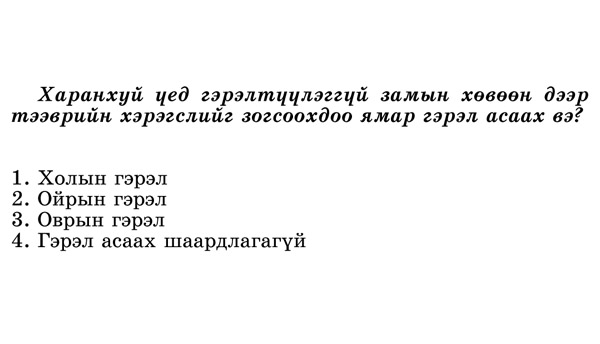 Харанхуй үед гэрэлтүүлэггүй замын хөвөөн дээр
тээврийн хэрэгслийг зогсоохдоо ямар гэрэл асаах вэ?
1. Холын гэрэл
2. Ойрын гэрэл
3. Оврын гэрэл
4. Гэрэл асаах шаардлагагүй